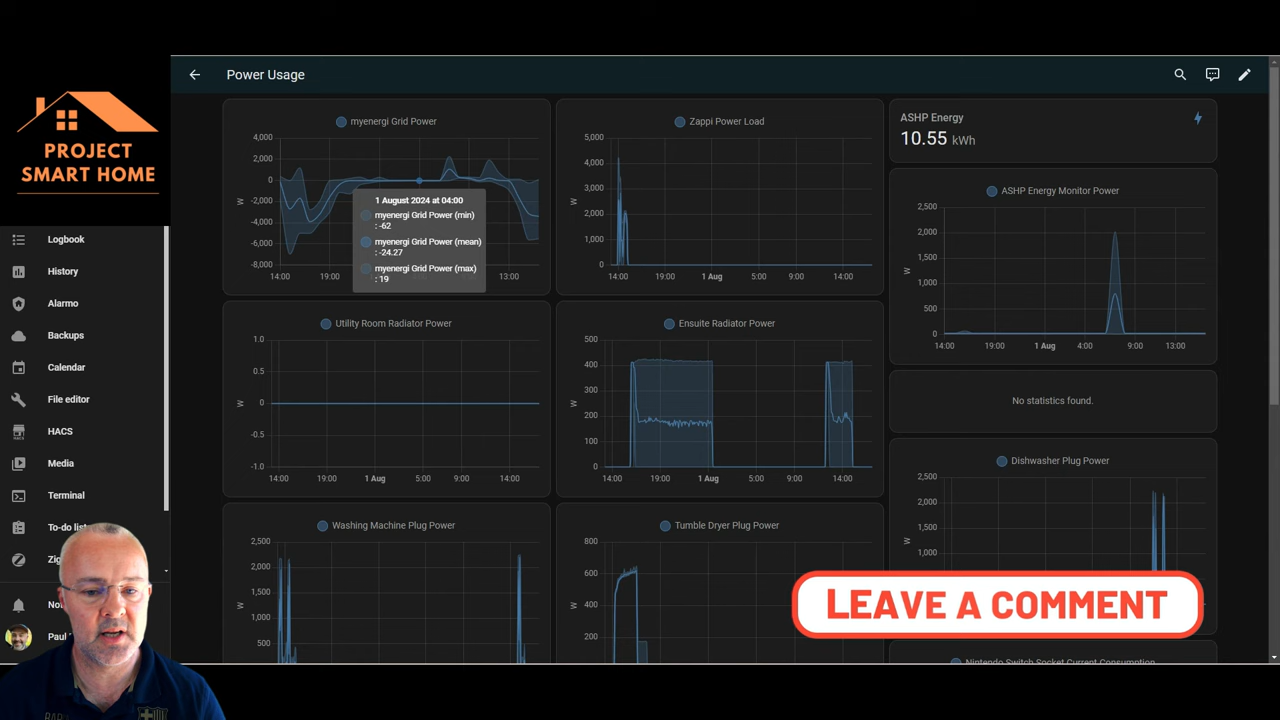 PROJECT
SMART HOME
Logbook
History
Alarmo
Backups
Calendar
File editor
HACS
HACS
Media
Terminal
To-do list
Paul
Power Usage
myenergi Grid Power
4,000
2,000
0
-2,000
-4,000
-6,000
-8,000
W
14:00
19:00
13:00
1 August 2024 at 04:00
myenergi Grid Power (min)
: -62
myenergi Grid Power (mean)
: -24.27
myenergi Grid Power (max)
: 19
Zappi Power Load
5,000
4,000
3,000
2,000
1,000
0
W
14:00
19:00
1 Aug
5:00
9:00
14:00
ASHP Energy
10.55 kWh
ASHP Energy Monitor Power
2,500
2,000
1,500
1,000
500
0
W
14:00
19:00
1 Aug
4:00
9:00
13:00
Utility Room Radiator Power
1.0
0.5
0
-0.5
-1.0
W
14:00
19:00
1 Aug
5:00
9:00
14:00
Ensuite Radiator Power
500
400
300
200
100
0
W
14:00
19:00
1 Aug
5:00
9:00
14:00
No statistics found.
Dishwasher Plug Power
2,500
2,000
1,500
1,000
W
Washing Machine Plug Power
2,500
2,000
1,500
1,000
500
W
Tumble Dryer Plug Power
800
600
400
200
W
LEAVE A COMMENT
Nintendo Switch Socket Current Consumption